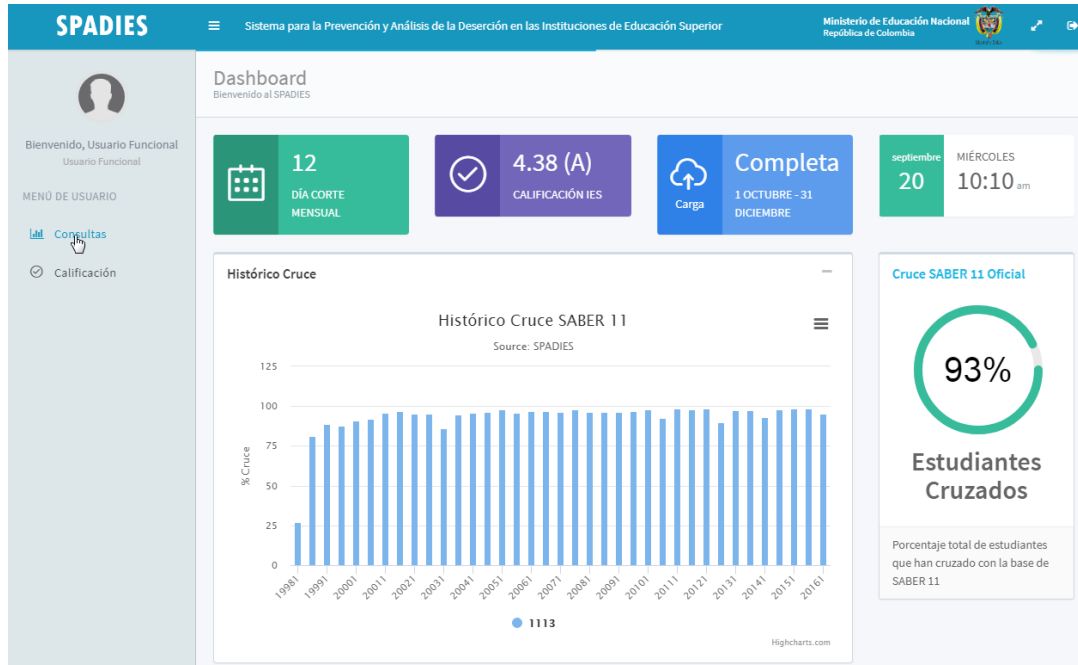 SPADIES
Sistema para la Prevención y Análisis de la Deserción en las Instituciones de Educación Superior
Ministerio de Educación Nacional
República de Colombia
Bienvenido, Usuario Funcional
Usuario Funcional
MENÚ DE USUARIO
Consultas
Calificación
Dashboard
Bienvenido al SPADIES
12
DÍA CORTE
MENSUAL
4.38 (A)
CALIFICACIÓN IES
Carga
Completa
1 OCTUBRE - 31
DICIEMBRE
septiembre
20
MIÉRCOLES
10:10 am
Histórico Cruce
Histórico Cruce SABER 11
Source: SPADIES
% Cruce
125
100
75
50
25
0
19981
19991
20001
20011
20021
20031
20041
20051
20061
20071
20081
20091
20101
20111
20121
20131
20141
20151
20161
1113
Highcharts.com
Cruce SABER 11 Oficial
93%
Estudiantes
Cruzados
Porcentaje total de estudiantes
que han cruzado con la base de
SABER 11